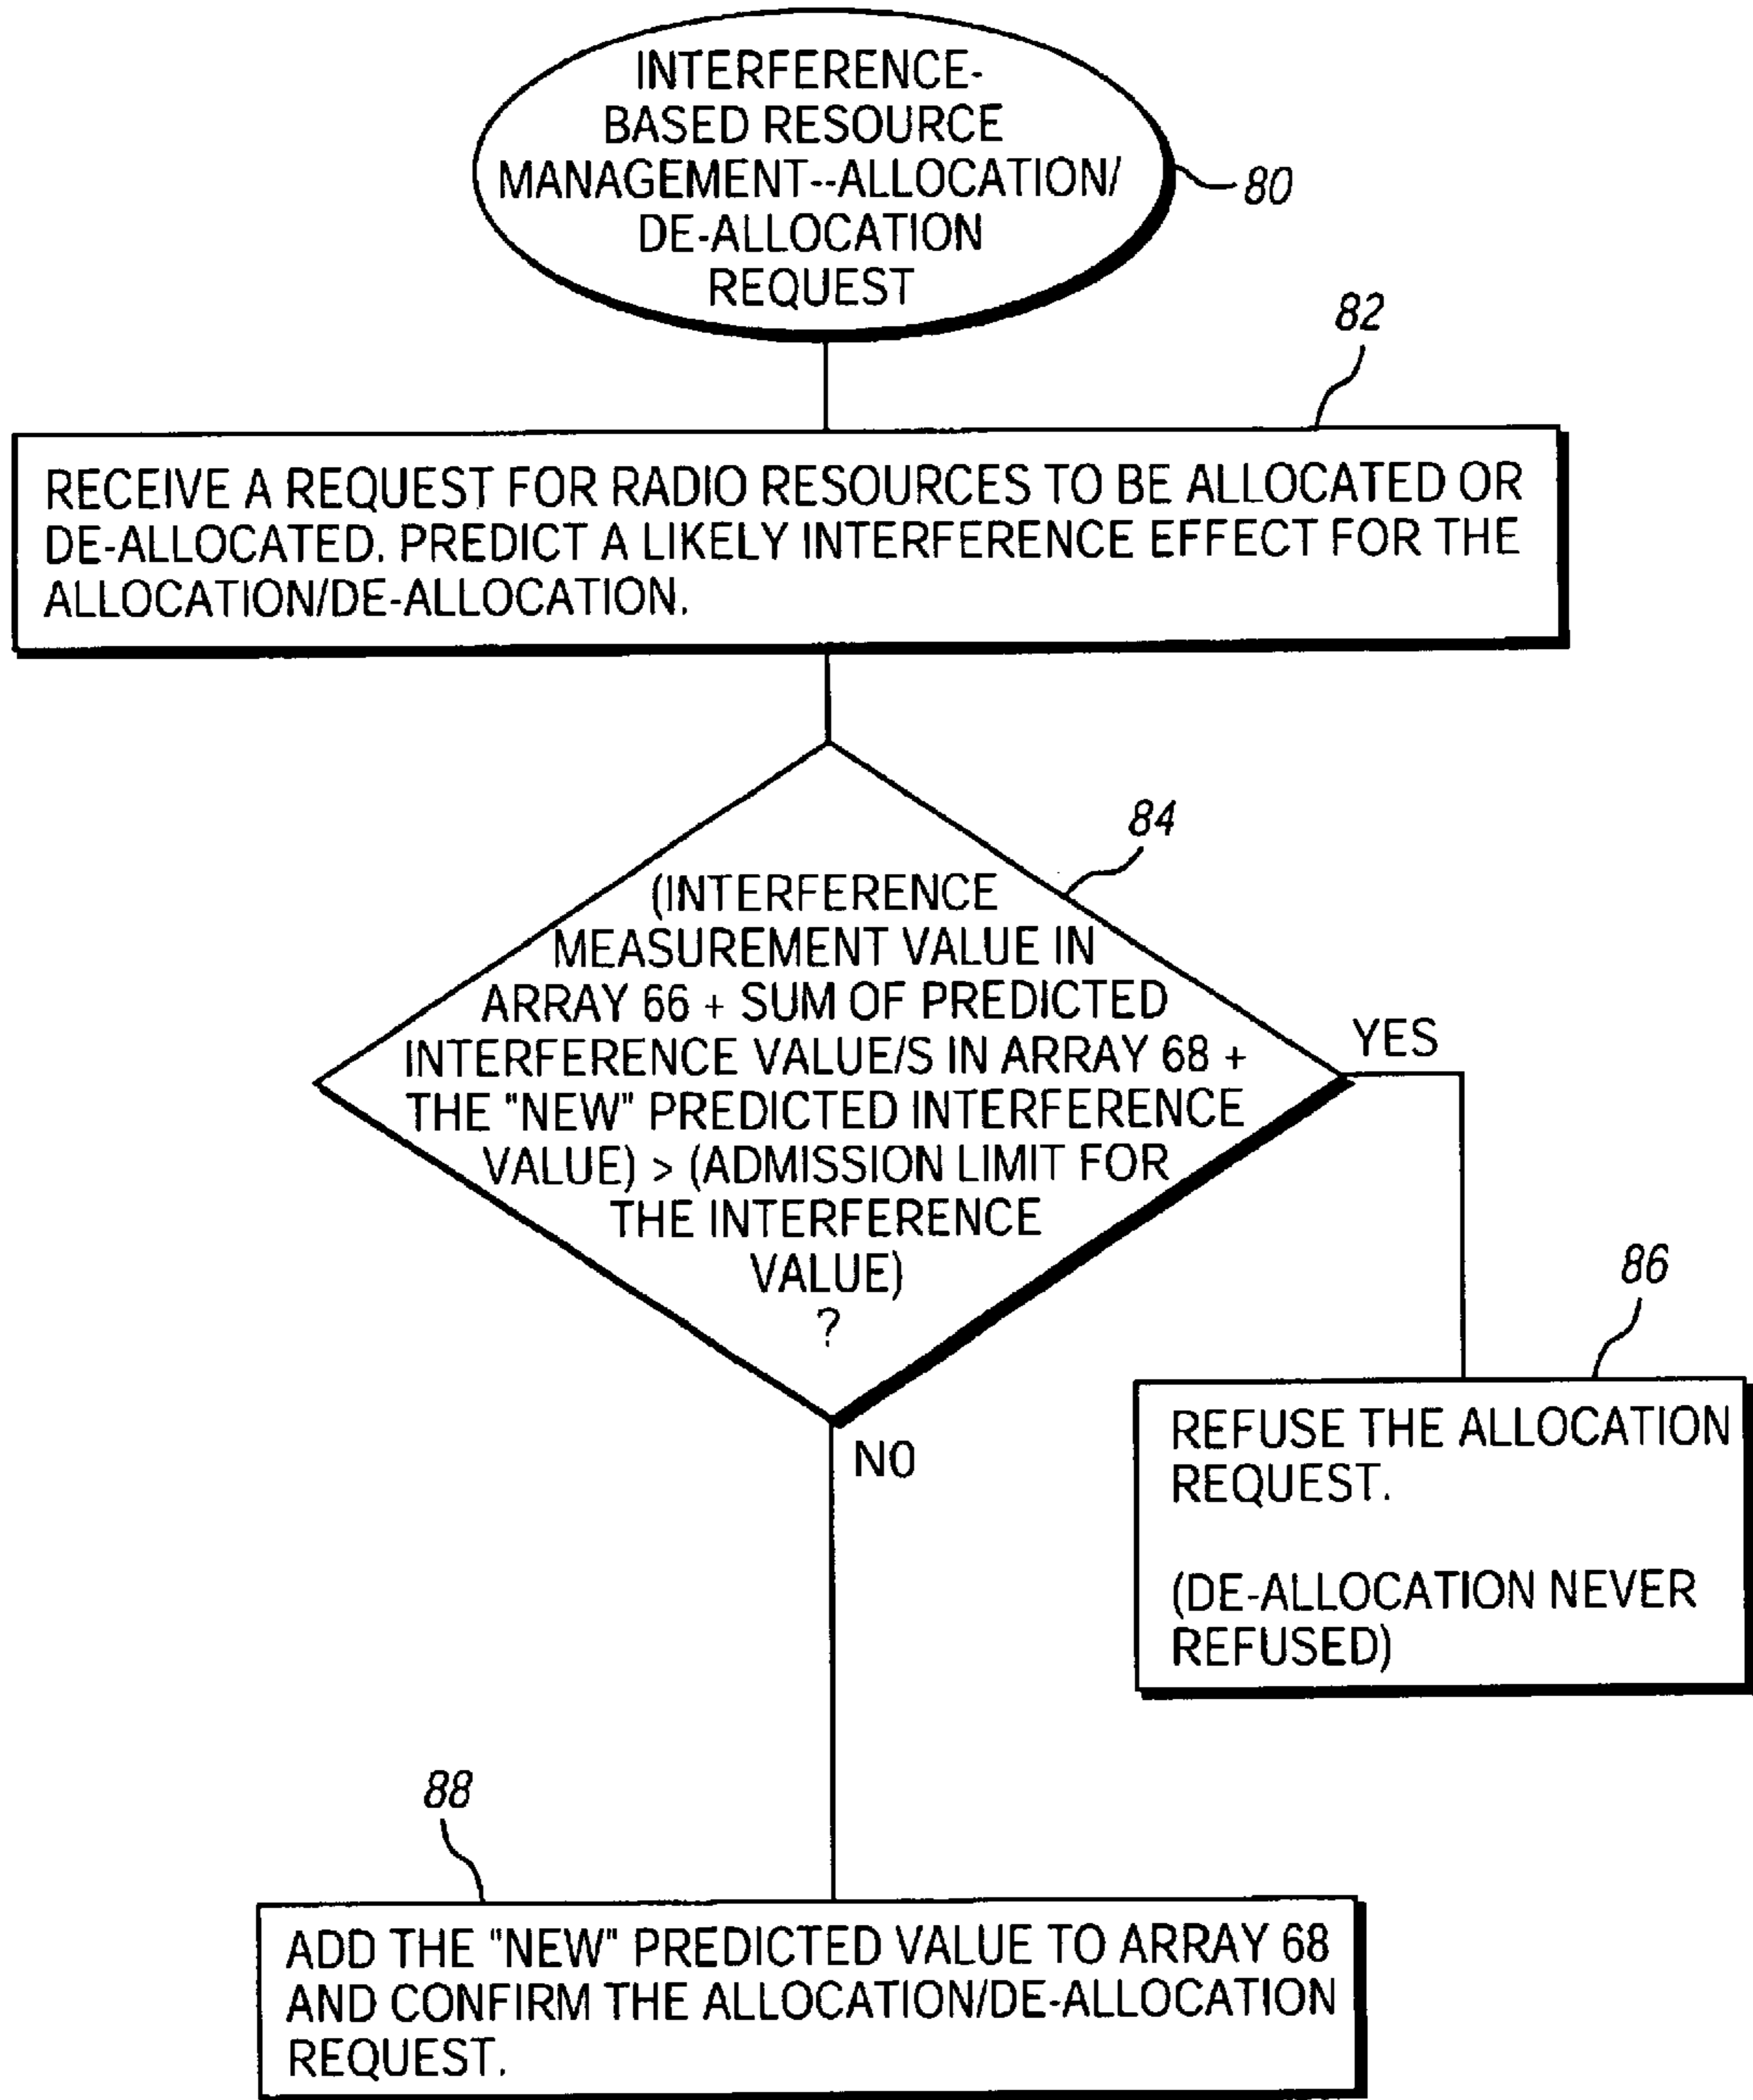 INTERFERENCE-
BASED RESOURCE
MANAGEMENT--ALLOCATION/
DE-ALLOCATION
REQUEST
80
82
RECEIVE A REQUEST FOR RADIO RESOURCES TO BE ALLOCATED OR
DE-ALLOCATED. PREDICT A LIKELY INTERFERENCE EFFECT FOR THE
ALLOCATION/DE-ALLOCATION.
84
(INTERFERENCE
MEASUREMENT VALUE IN
ARRAY 66 + SUM OF PREDICTED
INTERFERENCE VALUE/S IN ARRAY 68 +
THE "NEW" PREDICTED INTERFERENCE
VALUE) > (ADMISSION LIMIT FOR
THE INTERFERENCE
VALUE)
?
YES
NO
86
REFUSE THE ALLOCATION
REQUEST.
(DE-ALLOCATION NEVER
REFUSED)
88
ADD THE "NEW" PREDICTED VALUE TO ARRAY 68
AND CONFIRM THE ALLOCATION/DE-ALLOCATION
REQUEST.